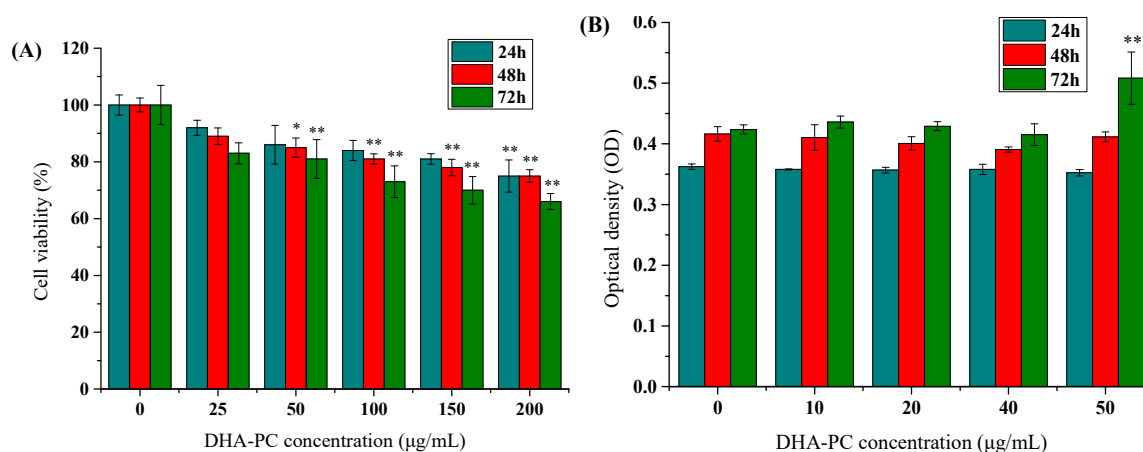 (A)
24h
48h
72h
120
100
80
60
40
20
0
Cell viability (%)
* ** ** ** ** ** ** ** **
0 25 50 100 150 200
DHA-PC concentration (μg/mL)
(B)
24h
48h
72h
0.6
0.5
0.4
0.3
0.2
0.1
0.0
Optical density (OD)
**
0 10 20 40 50
DHA-PC concentration (μg/mL)